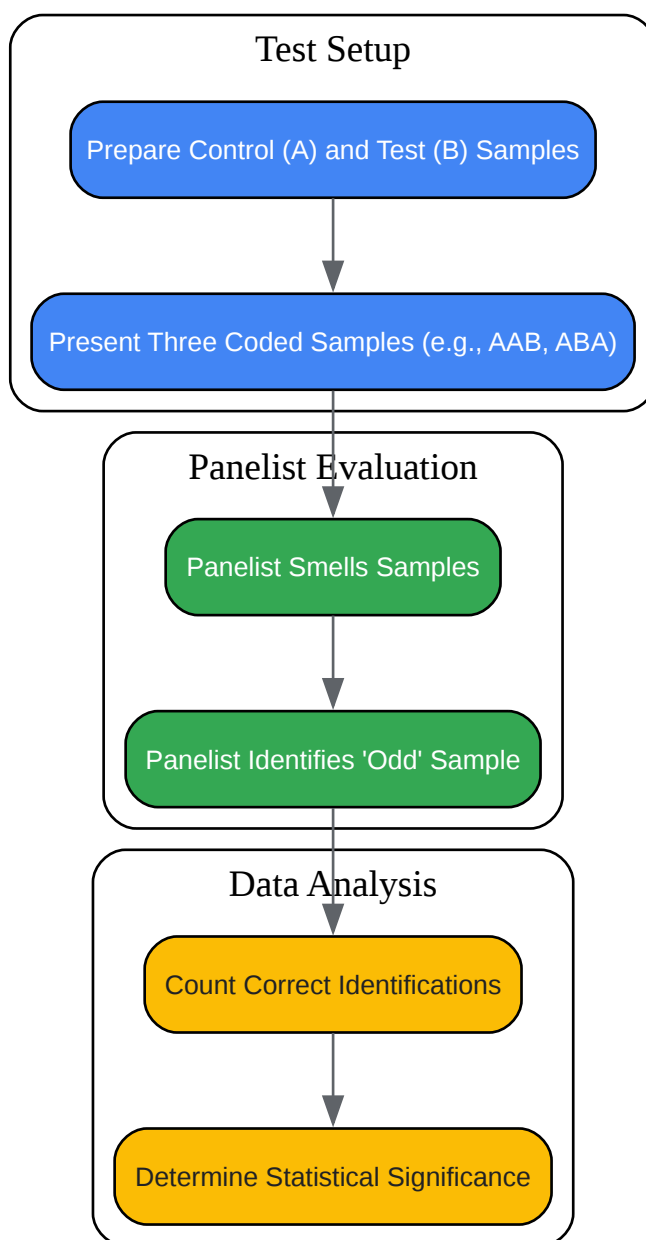 Test Setup
Prepare Control (A) and Test (B) Samples
Present Three Coded Samples (e.g., AAB, ABA)
Panelist Evaluation
Panelist Smells Samples
Panelist Identifies 'Odd' Sample
Data Analysis
Count Correct Identifications
Determine Statistical Significance